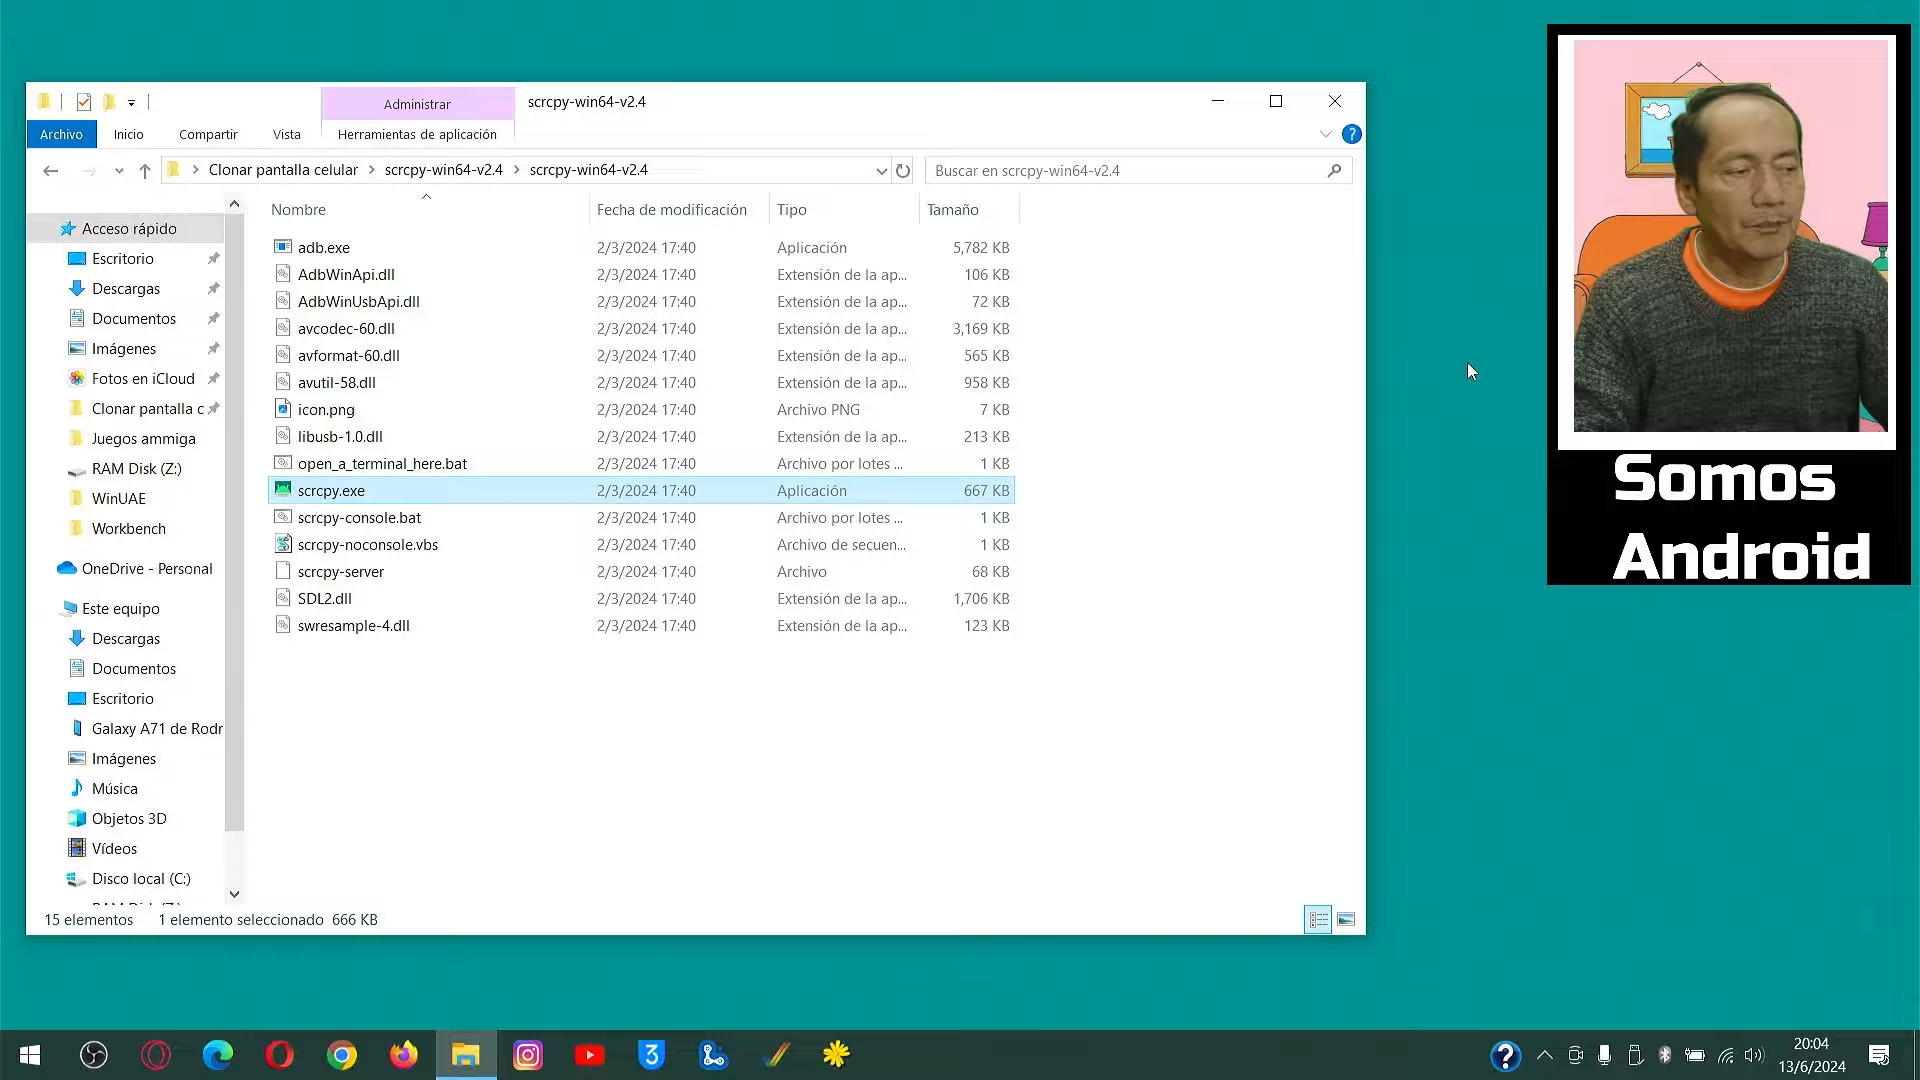 Administrar
scrcpy-win64-v2.4
Archivo
Inicio
Compartir
Vista
Herramientas de aplicación
?
Clonar pantalla celular
scrcpy-win64-v2.4
scrcpy-win64-v2.4
Buscar en scrcpy-win64-v2.4
Acceso rápido
Escritorio
Descargas
Documentos
Imágenes
Fotos en iCloud
Clonar pantalla c
Juegos ammiga
RAM Disk (Z:)
WinUAE
Workbench
OneDrive - Personal
Este equipo
Descargas
Documentos
Escritorio
Galaxy A71 de Rodr
Imágenes
Música
Objetos 3D
Vídeos
Disco local (C:)
Nombre Fecha de modificación Tipo Tamaño
adb.exe 2/3/2024 17:40 Aplicación 5,782 KB
AdbWinApi.dll 2/3/2024 17:40 Extensión de la ap... 106 KB
AdbWinUsbApi.dll 2/3/2024 17:40 Extensión de la ap... 72 KB
avcodec-60.dll 2/3/2024 17:40 Extensión de la ap... 3,169 KB
avformat-60.dll 2/3/2024 17:40 Extensión de la ap... 565 KB
avutil-58.dll 2/3/2024 17:40 Extensión de la ap... 958 KB
icon.png 2/3/2024 17:40 Archivo PNG 7 KB
libusb-1.0.dll 2/3/2024 17:40 Extensión de la ap... 213 KB
open_a_terminal_here.bat 2/3/2024 17:40 Archivo por lotes ... 1 KB
scrcpy.exe 2/3/2024 17:40 Aplicación 667 KB
scrcpy-console.bat 2/3/2024 17:40 Archivo por lotes ... 1 KB
scrcpy-noconsole.vbs 2/3/2024 17:40 Archivo de secuen... 1 KB
scrcpy-server 2/3/2024 17:40 Archivo 68 KB
SDL2.dll 2/3/2024 17:40 Extensión de la ap... 1,706 KB
swresample-4.dll 2/3/2024 17:40 Extensión de la ap... 123 KB
15 elementos 1 elemento seleccionado 666 KB
Somos
Android
3
?
20:04
13/6/2024